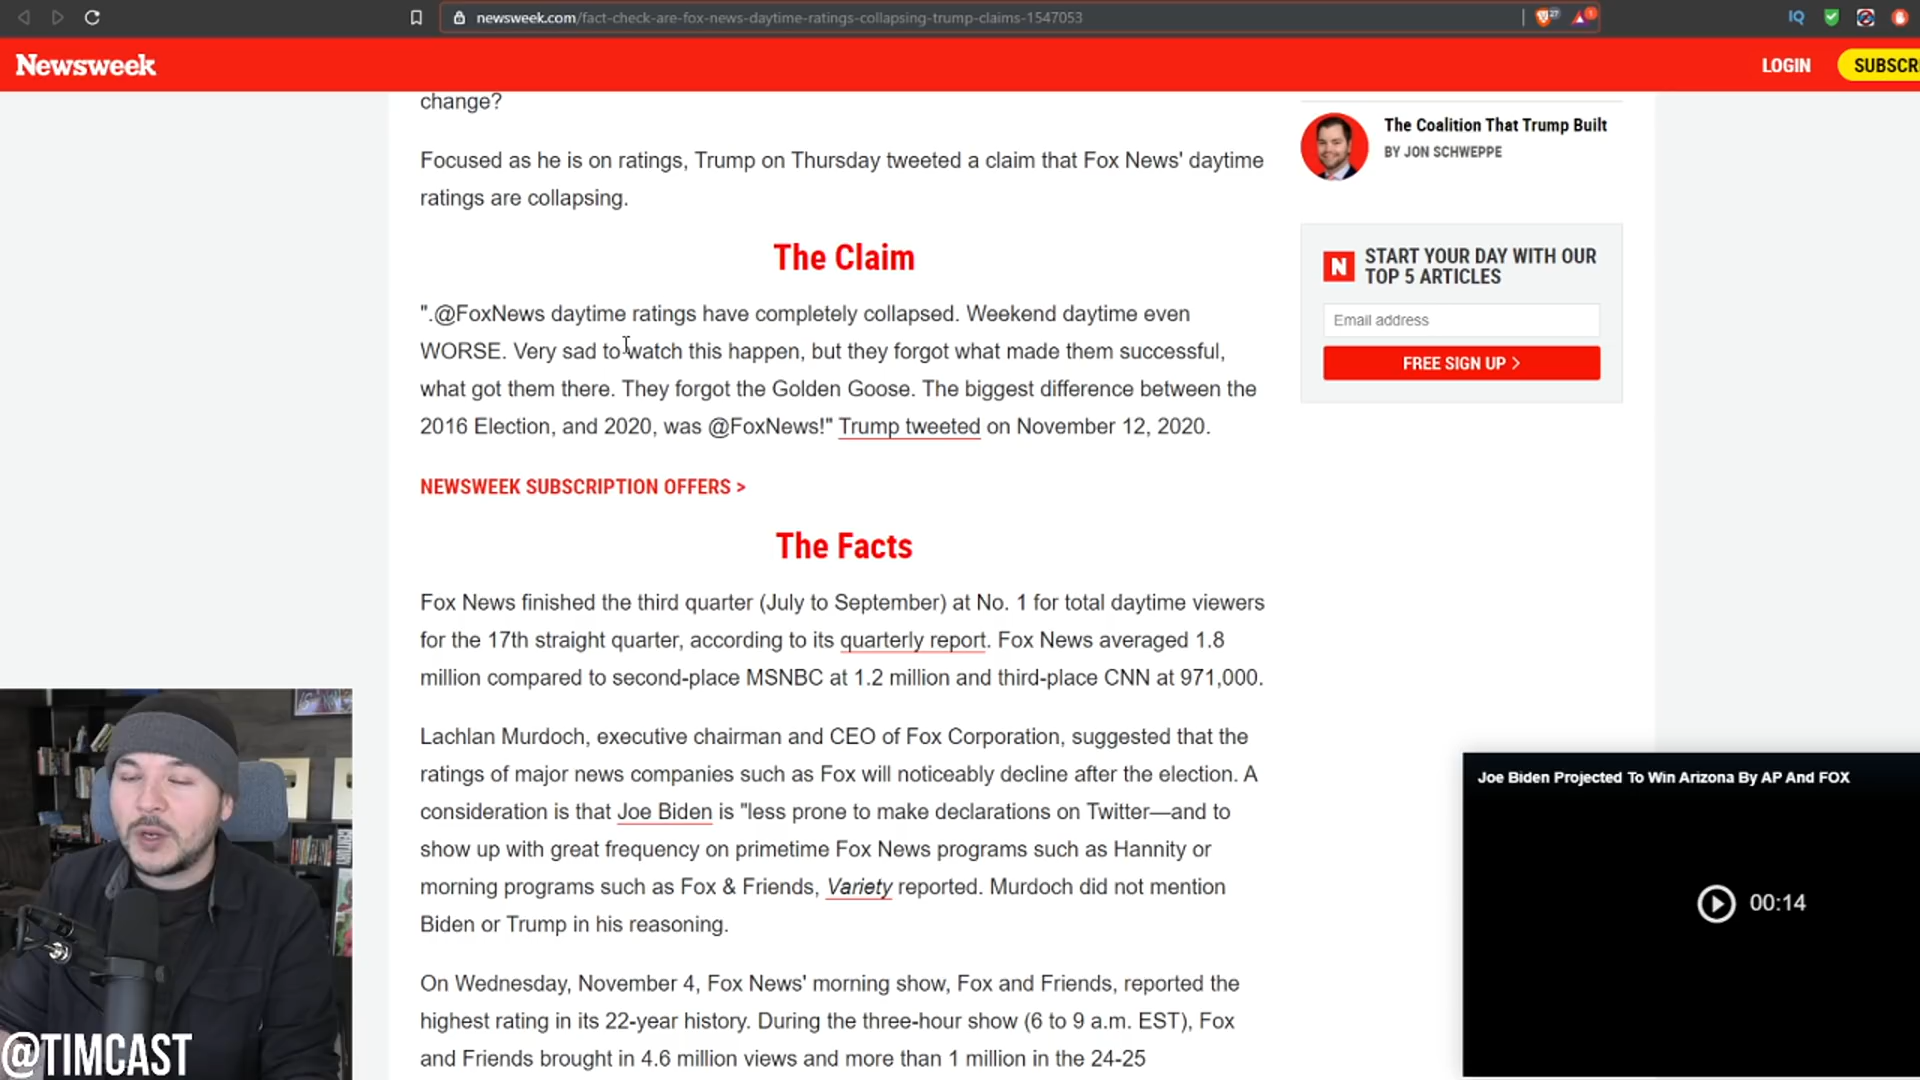 newsweek.com/fact-check-are-fox-news-daytime-ratings-collapsing-trump-claims-1547053
27
1
IQ
Newsweek
LOGIN
SUBSCR
change?
Focused as he is on ratings, Trump on Thursday tweeted a claim that Fox News' daytime
ratings are collapsing.
The Claim
".@FoxNews daytime ratings have completely collapsed. Weekend daytime even
WORSE. Very sad to watch this happen, but they forgot what made them successful,
what got them there. They forgot the Golden Goose. The biggest difference between the
2016 Election, and 2020, was @FoxNews!" Trump tweeted on November 12, 2020.
NEWSWEEK SUBSCRIPTION OFFERS >
The Facts
Fox News finished the third quarter (July to September) at No. 1 for total daytime viewers
for the 17th straight quarter, according to its quarterly report. Fox News averaged 1.8
million compared to second-place MSNBC at 1.2 million and third-place CNN at 971,000.
Lachlan Murdoch, executive chairman and CEO of Fox Corporation, suggested that the
ratings of major news companies such as Fox will noticeably decline after the election. A
consideration is that Joe Biden is "less prone to make declarations on Twitter—and to
show up with great frequency on primetime Fox News programs such as Hannity or
morning programs such as Fox & Friends, Variety reported. Murdoch did not mention
Biden or Trump in his reasoning.
On Wednesday, November 4, Fox News' morning show, Fox and Friends, reported the
highest rating in its 22-year history. During the three-hour show (6 to 9 a.m. EST), Fox
and Friends brought in 4.6 million views and more than 1 million in the 24-25
The Coalition That Trump Built
BY JON SCHWEPPE
N
START YOUR DAY WITH OUR
TOP 5 ARTICLES
Email address
FREE SIGN UP >
Joe Biden Projected To Win Arizona By AP And FOX
00:14
@TIMCAST